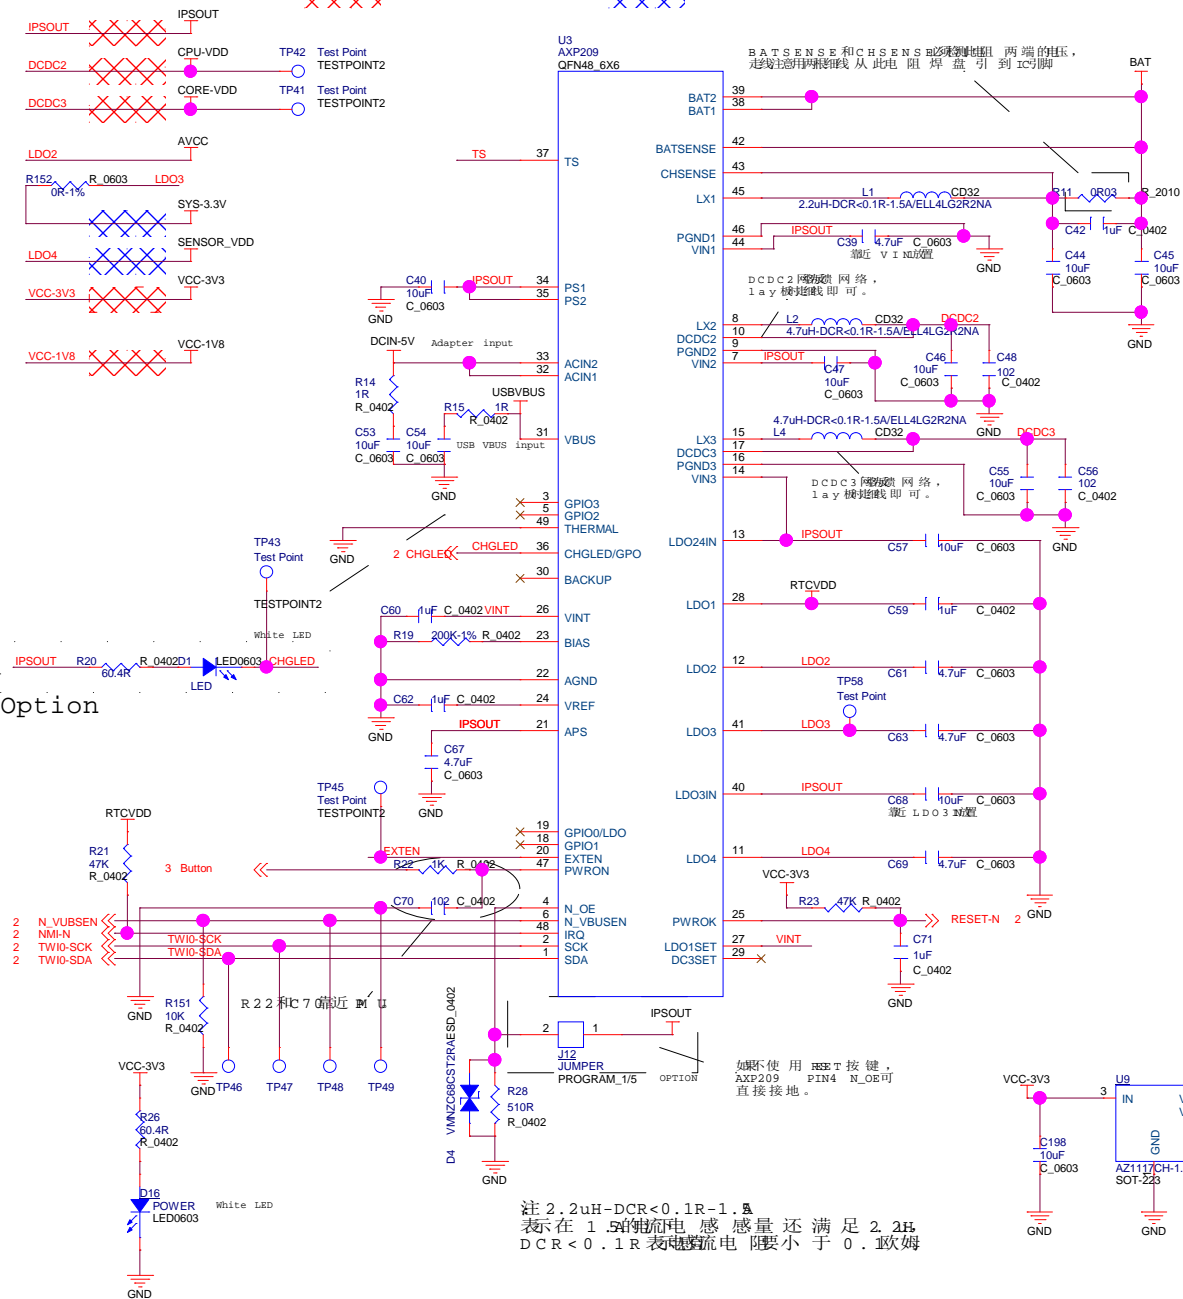 IPSOUT
IPSOUT
DCDC2
CPU-VDD
TP42 Test Point
TESTPOINT2
DCDC3
CORE-VDD
TP41 Test Point
TESTPOINT2
LDO2
AVCC
R152
R_0603
LDO3
0R-1%
SYS-3.3V
LDO4
SENSOR_VDD
VCC-3V3
VCC-3V3
VCC-1V8
VCC-1V8
U3
AXP209
QFN48_6X6
37 TS
TS
34 PS1
35 PS2
33 ACIN2
32 ACIN1
31 VBUS
3 GPIO3
5 GPIO2
49 THERMAL
36 CHGLED/GPO
30 BACKUP
26 VINT
23 BIAS
22 AGND
24 VREF
21 APS
19 GPIO0/LDO
18 GPIO1
20 EXTEN
47 PWRON
4 N_OE
6 N_VBUSEN
48 IRQ
2 SCK
1 SDA
BAT2 39
BAT1 38
BATSENSE 42
CHSENSE 43
LX1 45
PGND1 46
VIN1 44
LX2 8
DCDC2 10
PGND2 9
VIN2 7
LX3 15
DCDC3 17
PGND3 16
VIN3 14
LDO24IN 13
LDO1 28
LDO2 12
LDO3 41
LDO3IN 40
LDO4 11
PWROK 25
LDO1SET 27
DC3SET 29
BAT
L1
CD32
2.2uH-DCR<0.1R-1.5A/ELL4LG2R2NA
R11 0R03 R_2010
C42 1uF C_0402
IPSOUT
C39 4.7uF C_0603
GND
C44
10uF
C_0603
C45
10uF
C_0603
GND
L2
CD32
DCDC2
4.7uH-DCR<0.1R-1.5A/ELL4LG2R2NA
IPSOUT
C47
10uF
C_0603
C46
10uF
C_0603
C48
102
C_0402
GND
4.7uH-DCR<0.1R-1.5A/ELL4LG2R2NA
L4
CD32
DCDC3
C55
10uF
C_0603
C56
102
C_0402
GND
IPSOUT
C57 10uF C_0603
RTCVDD
C59 1uF C_0402
LDO2
C61 4.7uF C_0603
TP58
Test Point
LDO3
C63 4.7uF C_0603
IPSOUT
C68 10uF C_0603
LDO4
C69 4.7uF C_0603
GND
VCC-3V3
R23 47K R_0402
RESET-N 2
C71
1uF
C_0402
GND
VINT
C40
10uF
C_0603
IPSOUT
GND
DCIN-5V
Adapter input
R14
1R
R_0402
USBVBUS
R15 1R
R_0402
C53
10uF
C_0603
C54
10uF
C_0603
USB VBUS input
GND
GND
2 CHGLED
CHGLED
TP43
Test Point
TESTPOINT2
White LED
IPSOUT
R20
60.4R
R_0402
D1
LED0603
LED
CHGLED
Option
C60 1uF C_0402 VINT
R19 200K-1% R_0402
C62 1uF C_0402
GND
IPSOUT
C67
4.7uF
C_0603
GND
TP45
Test Point
TESTPOINT2
RTCVDD
R21
47K
R_0402
3 Button
EXTEN
R22 1K R_0402
C70 102 C_0402
2 N_VUBSEN
2 NMI-N
2 TWI0-SCK
2 TWI0-SDA
TWI0-SCK
TWI0-SDA
GND
R151
10K
R_0402
GND
TP46
TP47
TP48
TP49
VCC-3V3
R26
60.4R
R_0402
D16
POWER
LED0603
White LED
GND
VMNZC68CST2RAESD_0402
D4
R28
510R
R_0402
GND
2
1
J12
JUMPER
PROGRAM_1/5
OPTION
IPSOUT
AXP209 PIN4 N_OE可
直接接地。
VCC-3V3
C198
10uF
C_0603
GND
U9
3
IN
GND
AZ1117CH-1.
SOT-223
GND
注2.2uH-DCR<0.1R-1.5A